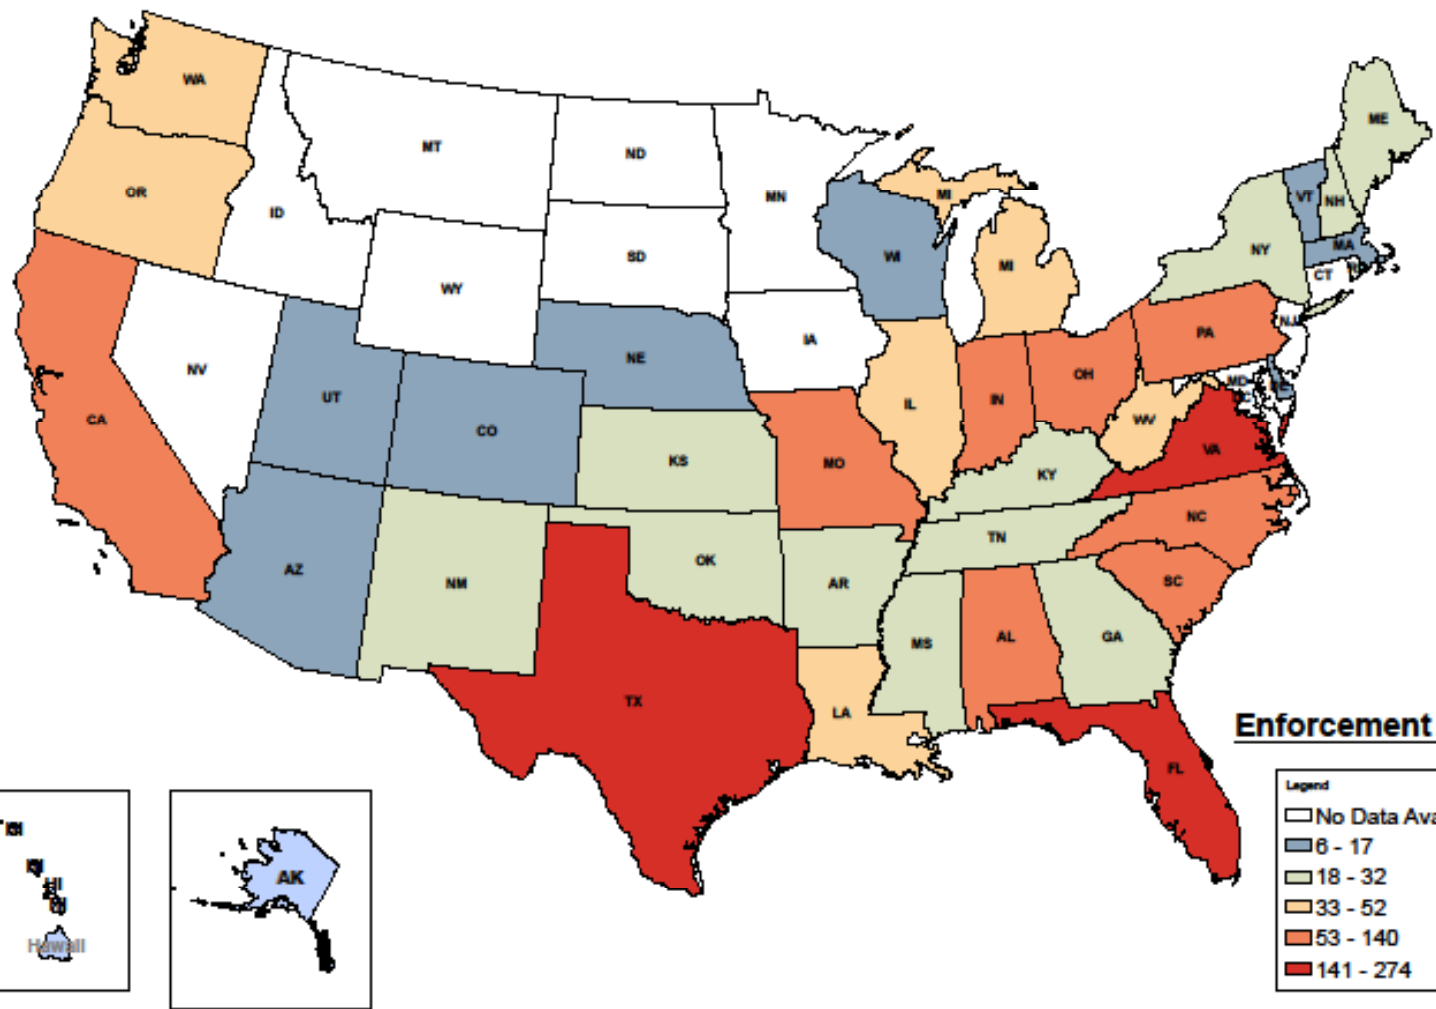 WA
MT
ND
ME
OR
MN
MI
VT
NH
ID
MA
NY
WI
SD
MI
CT
WY
NJ
PA
IA
NE
NV
OH
MD
UT
IN
IL
CA
CO
WV
VA
KS
MO
KY
NC
TN
OK
AZ
NM
AR
SC
MS
AL
GA
TX
LA
Enforcement
FL
Legend
No Data Ava
6 - 17
18 - 32
33 - 52
53 - 140
141 - 274
AK
Hawaii